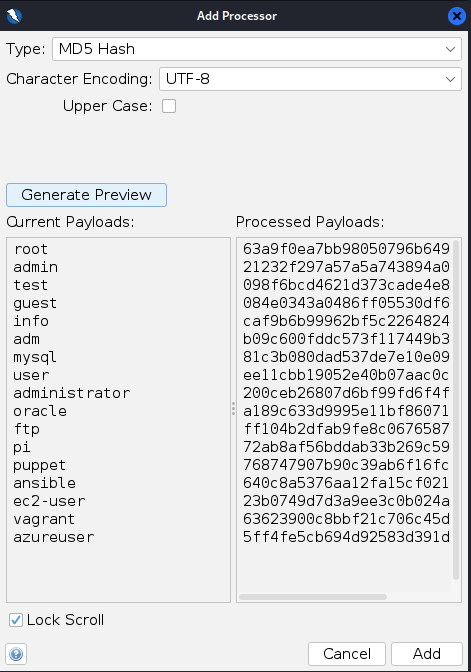 Add Processor
Type: MD5 Hash
Character Encoding: UTF-8
Upper Case:
Generate Preview
Current Payloads: Processed Payloads:
root 63a9f0ea7bb98050796b649
admin 21232f297a57a5a743894a0
test 098f6bcd4621d373cade4e8
guest 084e0343a0486ff05530df6
info caf9b6b99962bf5c2264824
adm b09c600fddc573f117449b3
mysql 81c3b080dad537de7e10e09
user ee11cbb19052e40b07aac0c
administrator 200ceb26807d6bf99fd6f4f
oracle a189c633d9995e11bf86071
ftp ff104b2dfab9fe8c0676587
pi 72ab8af56bddab33b269c59
puppet 768747907b90c39ab6f16fc
ansible 640c8a5376aa12fa15cf021
ec2-user 23b0749d7d3a9ee3c0b024a
vagrant 63623900c8bbf21c706c45d
azureuser 5ff4fe5cb694d92583d391d
Lock Scroll
Cancel Add